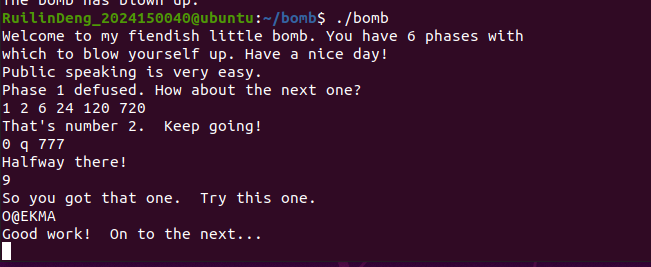 The bomb has blown up.
RuilinDeng_2024150040@ubuntu:~/bomb$ ./bomb
Welcome to my fiendish little bomb. You have 6 phases with
which to blow yourself up. Have a nice day!
Public speaking is very easy.
Phase 1 defused. How about the next one?
1 2 6 24 120 720
That's number 2.  Keep going!
0 q 777
Halfway there!
9
So you got that one.  Try this one.
O@EKMA
Good work!  On to the next...